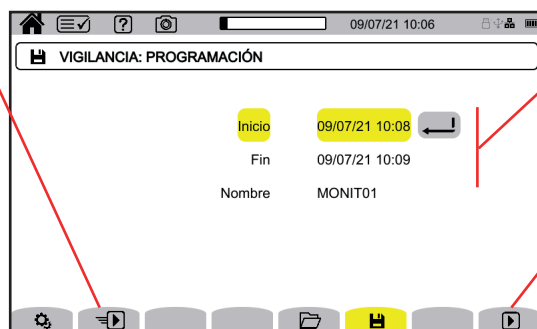 09/07/21 10:06
VIGILANCIA: PROGRAMACIÓN
Inicio 09/07/21 10:08
Fin 09/07/21 10:09
Nombre MONIT01